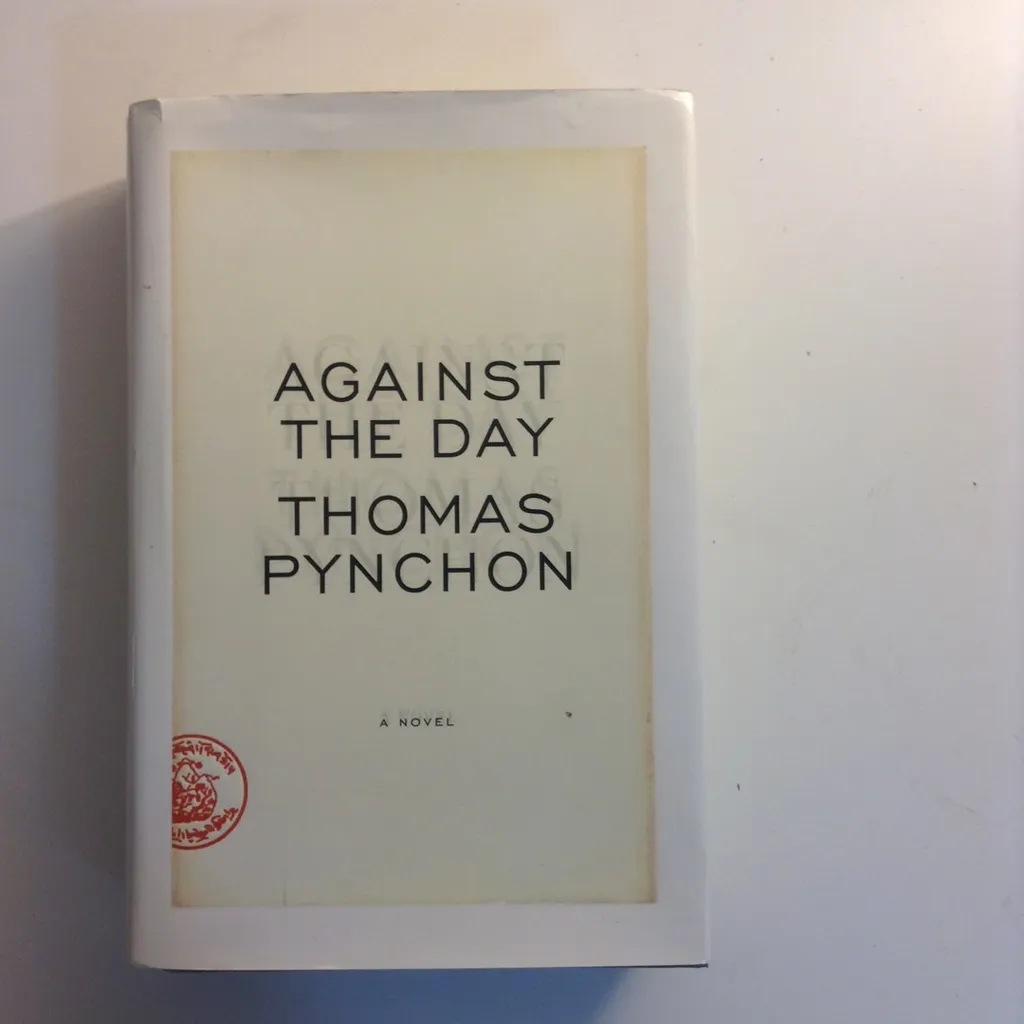 AGAINST
THE DAY
THOMAS
PYNCHON
A NOVEL